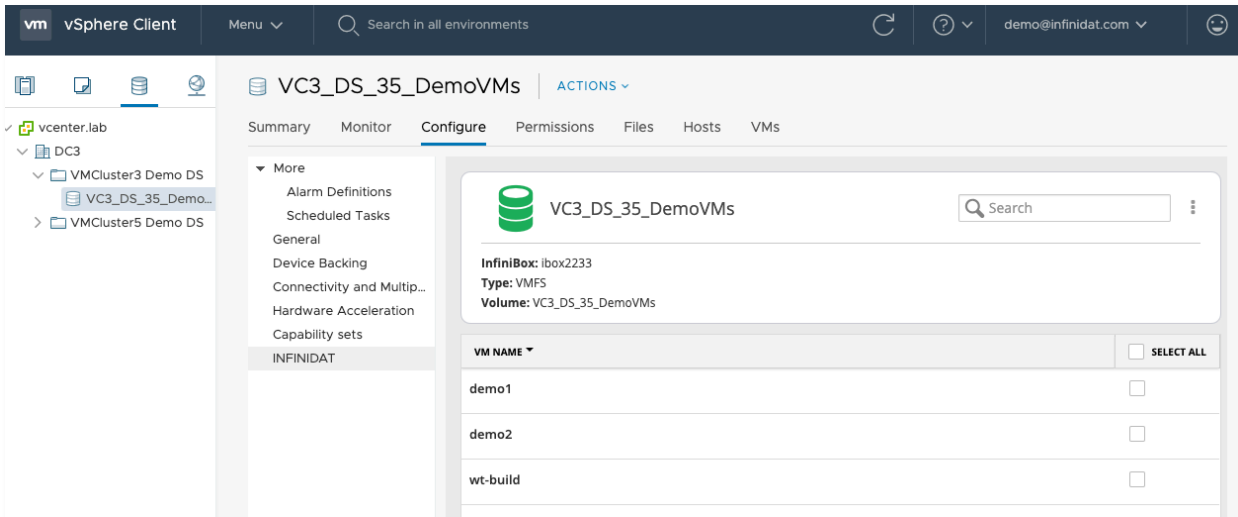 vm vSphere Client Menu Search in all environments demo@infinidat.com
vcenter.lab
DC3
VMCluster3 Demo DS
VC3_DS_35_Demo...
VMCluster5 Demo DS
VC3_DS_35_DemoVMs ACTIONS
Summary Monitor Configure Permissions Files Hosts VMs
More
Alarm Definitions
Scheduled Tasks
General
Device Backing
Connectivity and Multip...
Hardware Acceleration
Capability sets
INFINIDAT
VC3_DS_35_DemoVMs Search
InfiniBox: ibox2233
Type: VMFS
Volume: VC3_DS_35_DemoVMs
VM NAME SELECT ALL
demo1
demo2
wt-build